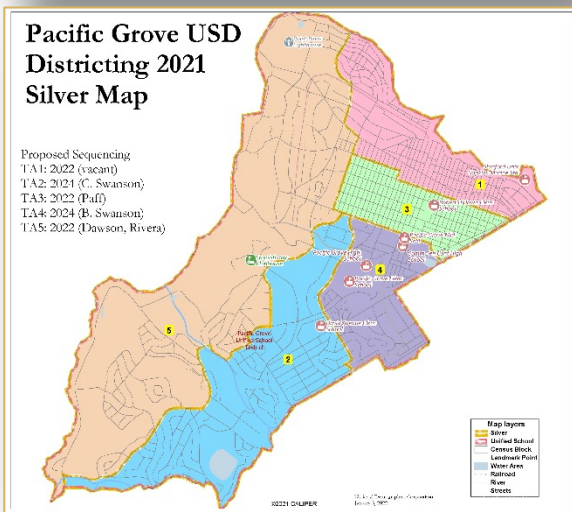 Pacific Grove USD
Districting 2021
Silver Map
Proposed Sequencing
TA1: 2022 (vacant)
TA2: 2024 (C. Swanson)
TA3: 2022 (Paff)
TA4: 2024 (B. Swanson)
TA5: 2022 (Dawson, Rivera)
1
3
School
4
School
5
Pacific Grove
Unified School
District
2
Map layers
Silver
Unified School
Census Block
Landmark Point
Water Area
Railroad
River
Streets
©2021 CALIPER